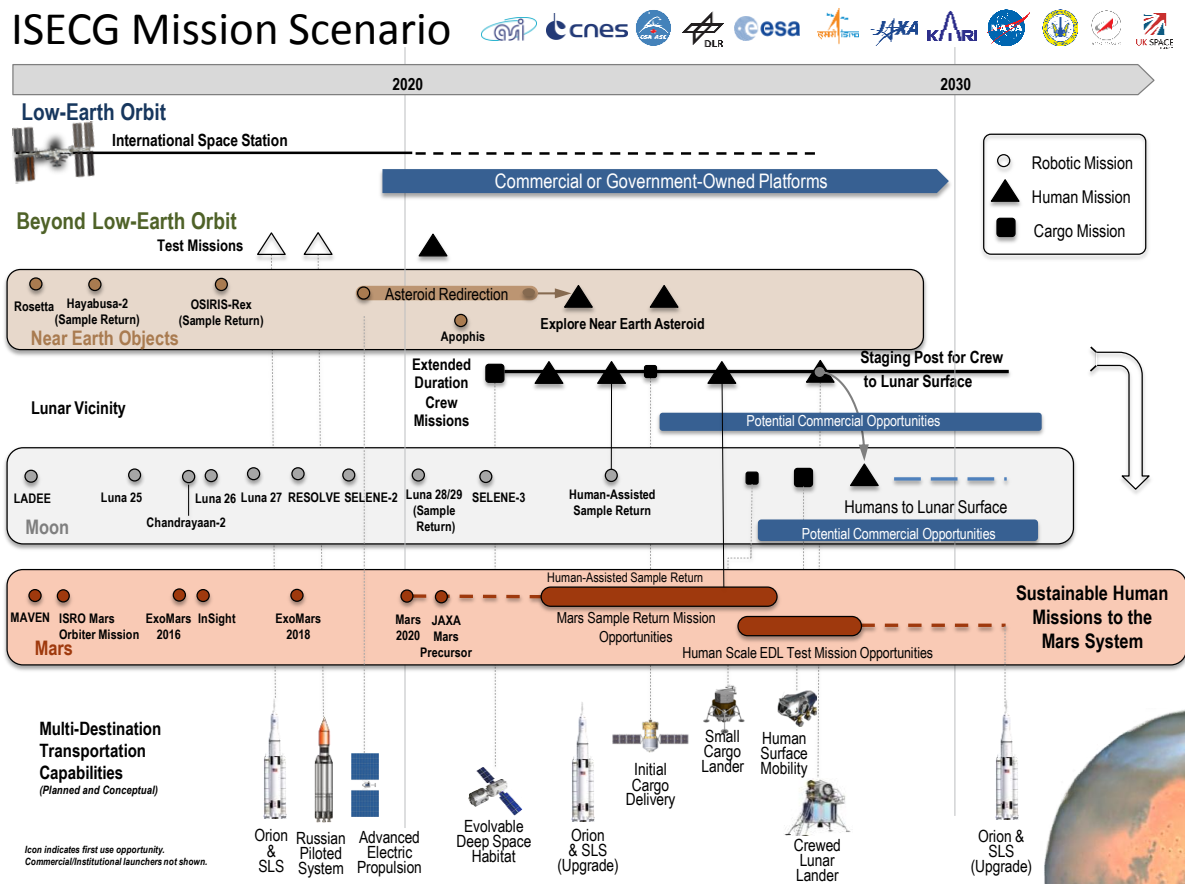 ISECG Mission Scenario
asi
cnes
CSA ASC
DLR
esa
इसरो isro
JAXA
KARI
NASA
UK SPACE
2020
2030
Low-Earth Orbit
International Space Station
Commercial or Government-Owned Platforms
Robotic Mission
Human Mission
Cargo Mission
Beyond Low-Earth Orbit
Test Missions
Rosetta
Hayabusa-2
(Sample Return)
OSIRIS-Rex
(Sample Return)
Asteroid Redirection
Apophis
Explore Near Earth Asteroid
Near Earth Objects
Extended
Duration
Crew
Missions
Staging Post for Crew
to Lunar Surface
Lunar Vicinity
Potential Commercial Opportunities
LADEE
Luna 25
Chandrayaan-2
Luna 26
Luna 27
RESOLVE
SELENE-2
Luna 28/29
(Sample
Return)
SELENE-3
Human-Assisted
Sample Return
Humans to Lunar Surface
Potential Commercial Opportunities
Moon
MAVEN
ISRO Mars
Orbiter Mission
ExoMars
2016
InSight
ExoMars
2018
Mars
2020
JAXA
Mars
Precursor
Human-Assisted Sample Return
Mars Sample Return Mission
Opportunities
Human Scale EDL Test Mission Opportunities
Sustainable Human
Missions to the
Mars System
Mars
Multi-Destination
Transportation
Capabilities
(Planned and Conceptual)
Orion
&
SLS
Russian
Piloted
System
Advanced
Electric
Propulsion
Evolvable
Deep Space
Habitat
Orion
& SLS
(Upgrade)
Initial
Cargo
Delivery
Small
Cargo
Lander
Human
Surface
Mobility
Crewed
Lunar
Lander
Orion &
SLS
(Upgrade)
Icon indicates first use opportunity.
Commercial/Institutional launchers not shown.